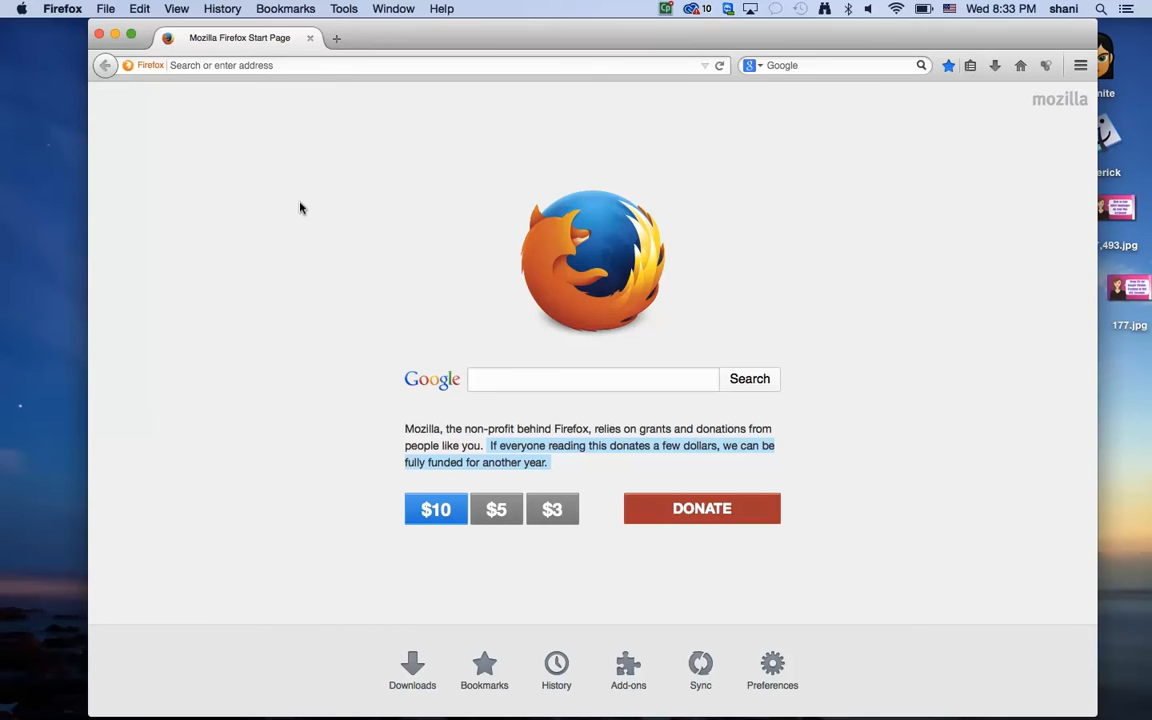 Firefox File Edit View History Bookmarks Tools Window Help 10 Wed 8:33 PM shani
Mozilla Firefox Start Page
Firefox Search or enter address Google
mozilla
Google Search
Mozilla, the non-profit behind Firefox, relies on grants and donations from
people like you. If everyone reading this donates a few dollars, we can be
fully funded for another year.
$10 $5 $3 DONATE
Downloads Bookmarks History Add-ons Sync Preferences
mite
erick
,493.jpg
177.jpg